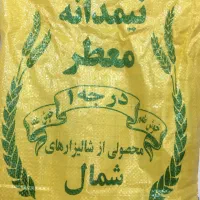 نیمدانه
معطر
درجه ۱
محصولی از شالیزارهای
شمال